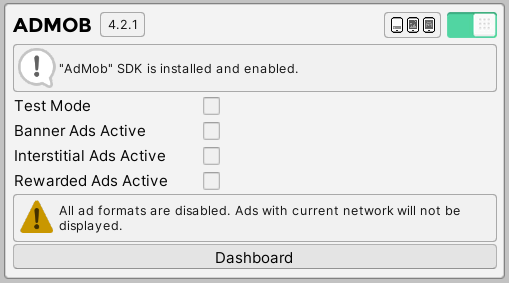 ADMOB 4.2.1
"AdMob" SDK is installed and enabled.
Test Mode
Banner Ads Active
Interstitial Ads Active
Rewarded Ads Active
All ad formats are disabled. Ads with current network will not be
displayed.
Dashboard